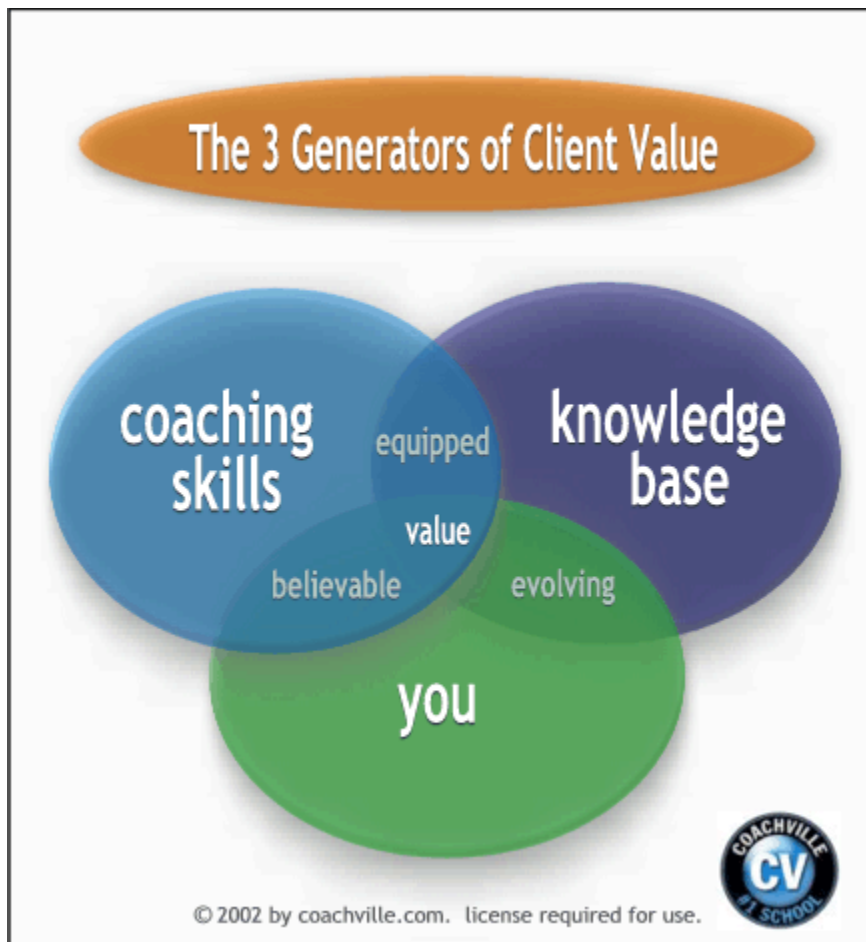 The 3 Generators of Client Value
coaching
skills
knowledge
base
equipped
value
believable
evolving
you
COACHVILLE
CV
#1 SCHOOL
© 2002 by coachville.com. license required for use.